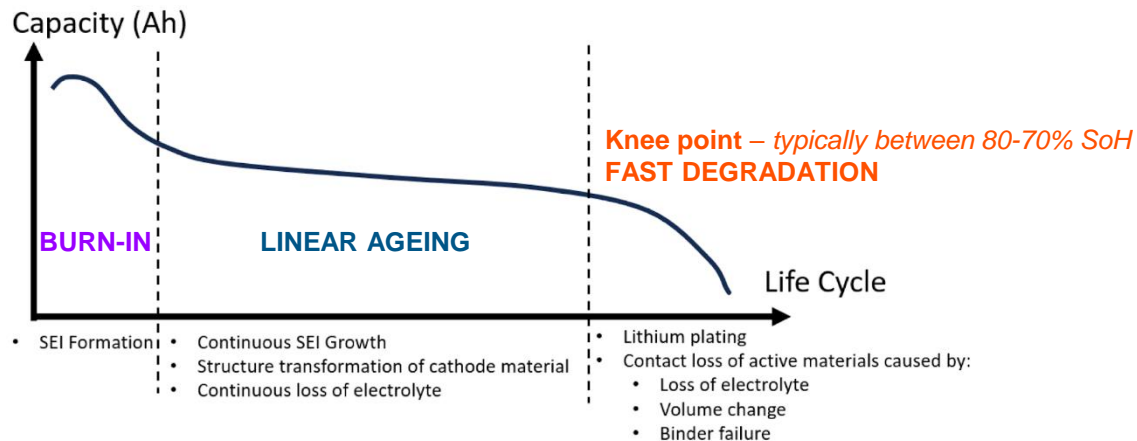 Capacity (Ah)
Knee point – typically between 80-70% SoH
FAST DEGRADATION
BURN-IN
LINEAR AGEING
Life Cycle
• SEI Formation
• Continuous SEI Growth
• Structure transformation of cathode material
• Continuous loss of electrolyte
• Lithium plating
• Contact loss of active materials caused by:
• Loss of electrolyte
• Volume change
• Binder failure